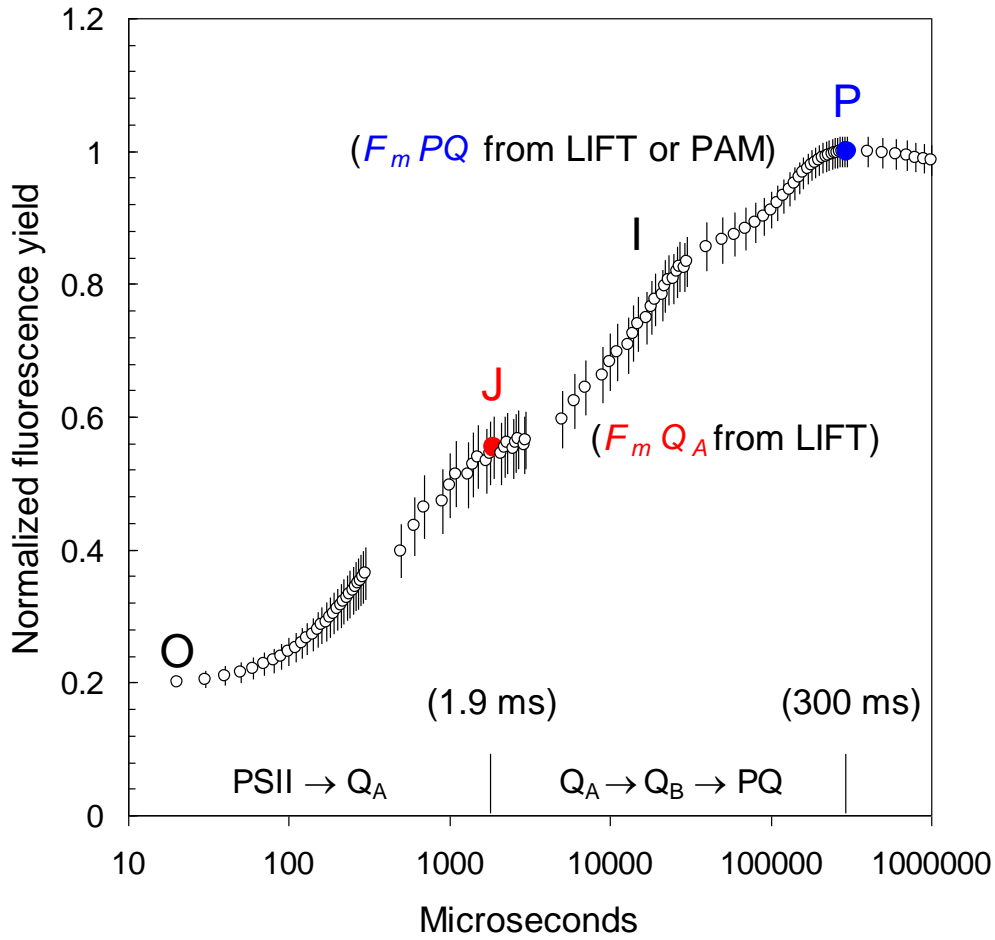 1.2
P
(Fm PQ from LIFT or PAM)
1
I
0.8
J
0.6
(Fm QA from LIFT)
0.4
O
0.2
(1.9 ms)
(300 ms)
PSII → QA
QA → QB → PQ
0
10
100
1000
10000
100000
1000000
Microseconds
Normalized fluorescence yield